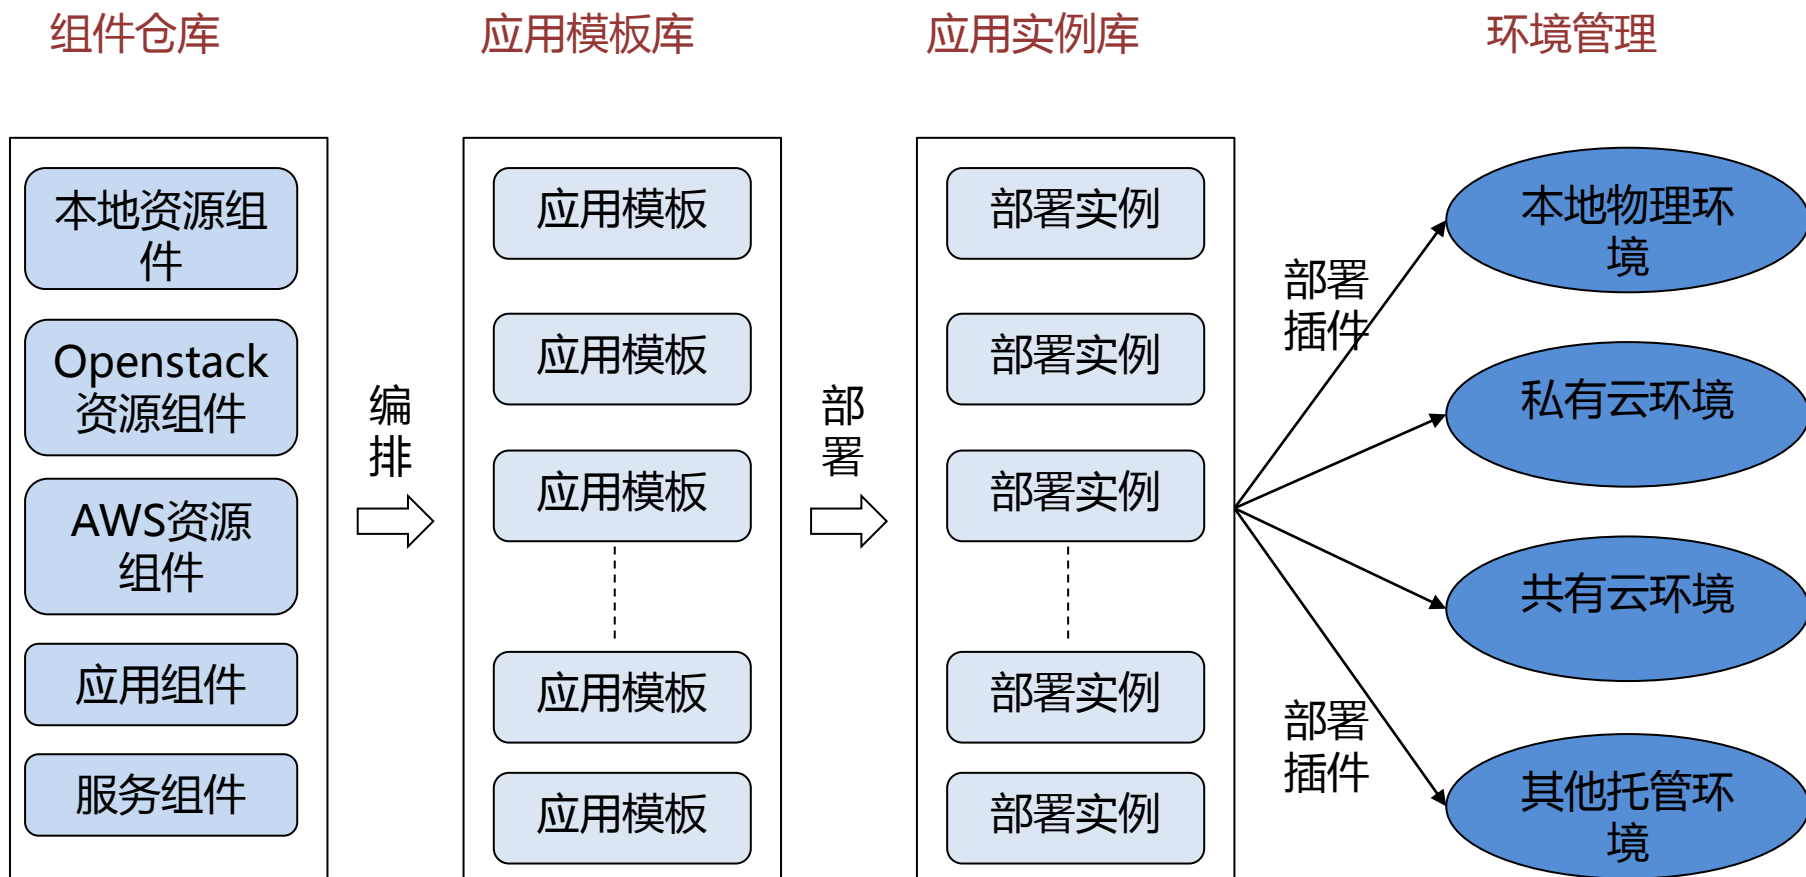 组件仓库
应用模板库
应用实例库
环境管理
本地资源组
件
Openstack
资源组件
AWS资源
组件
应用组件
服务组件
编
排
应用模板
应用模板
应用模板
应用模板
应用模板
部
署
部署实例
部署实例
部署实例
部署实例
部署实例
部署
插件
部署
插件
本地物理环
境
私有云环境
共有云环境
其他托管环
境